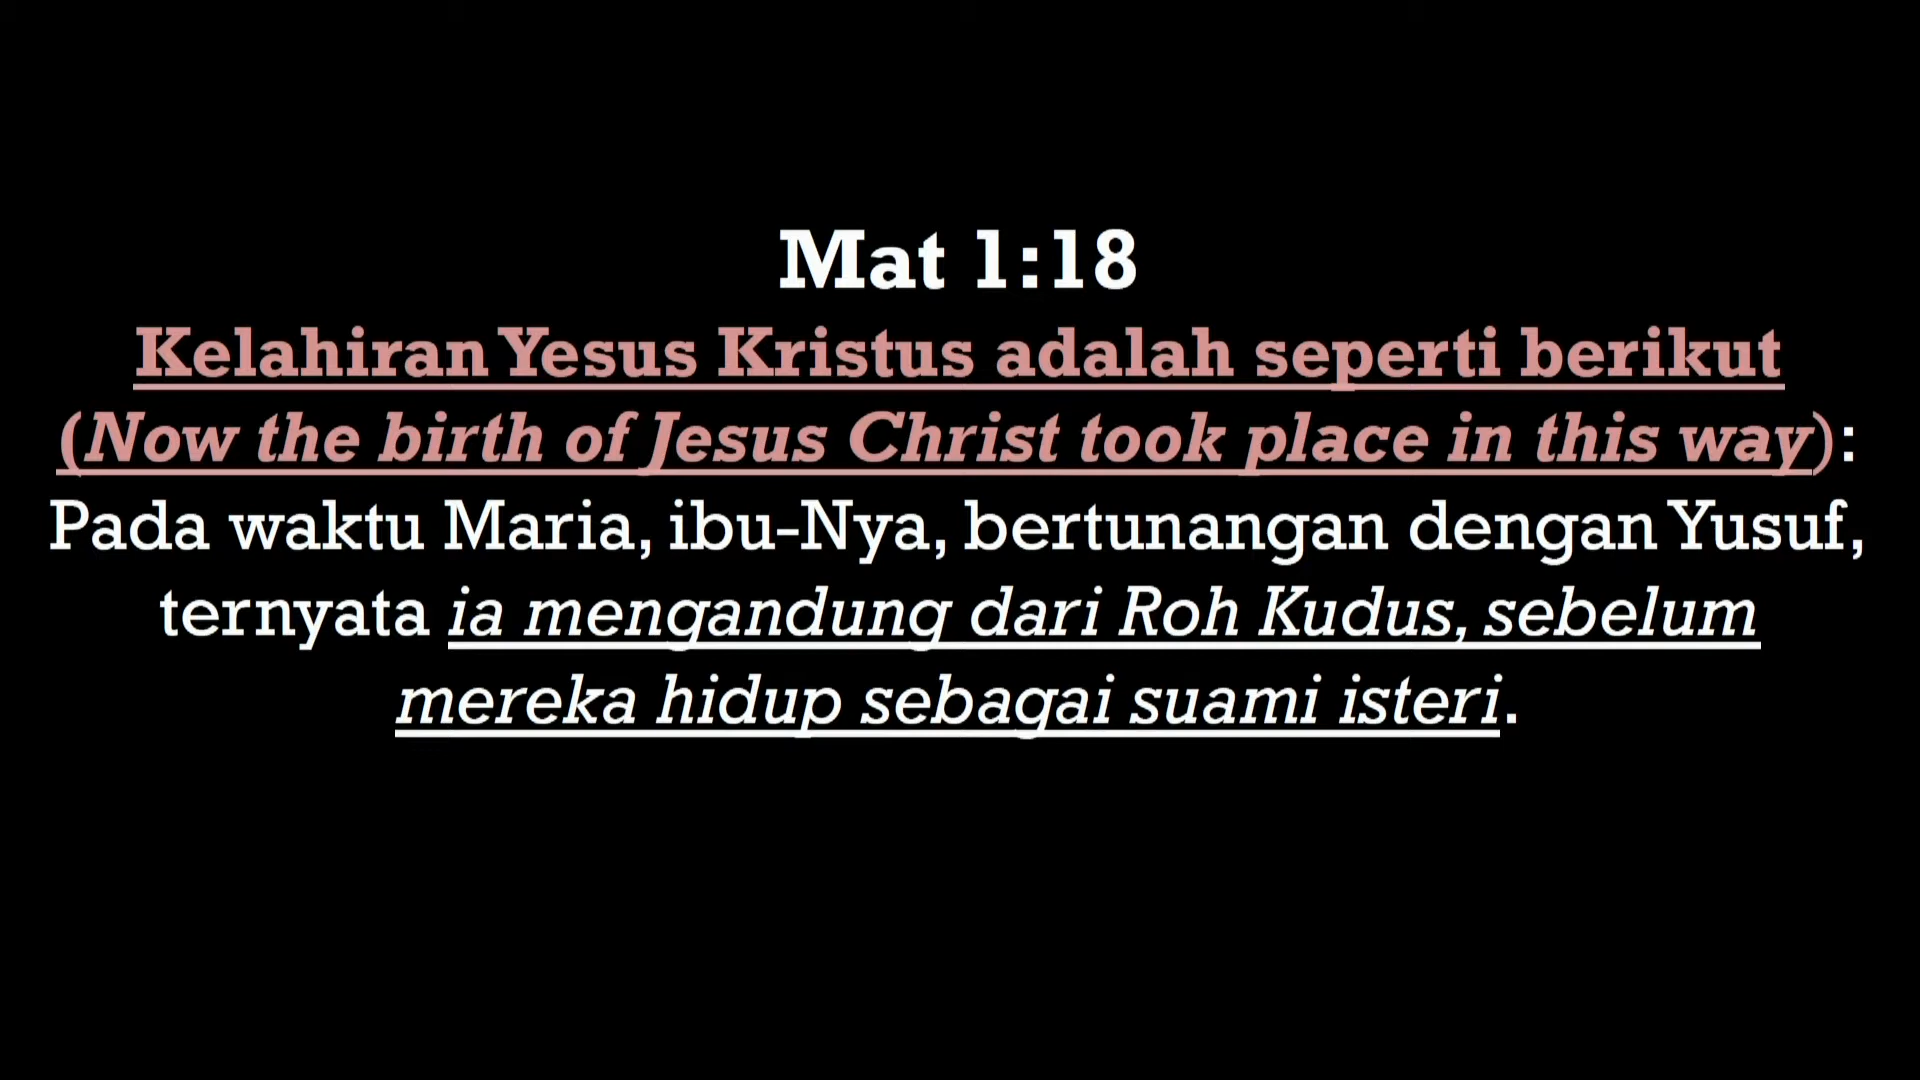 Mat 1:18
Kelahiran Yesus Kristus adalah seperti berikut
(Now the birth of Jesus Christ took place in this way):
Pada waktu Maria, ibu-Nya, bertunangan dengan Yusuf,
ternyata ia mengandung dari Roh Kudus, sebelum
mereka hidup sebagai suami isteri.